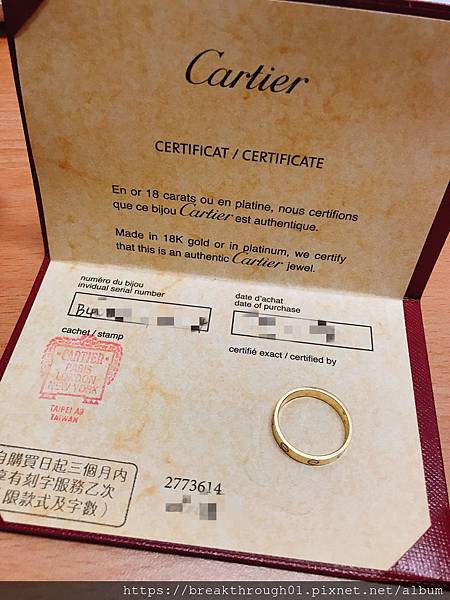 Cartier
CERTIFICAT / CERTIFICATE
En or 18 carats ou en platine, nous certifions
que ce bijou Cartier est authentique.
Made in 18K gold or in platinum, we certify
that this is an authentic Cartier jewel.
numéro du bijou
invidual serial number
date d'achat
date of purchase
cachet / stamp
certifié exact / certified by
CARTIER
PARIS
LONDON
NEW YORK
TAIPEI A9
TAIWAN
自購買日起三個月內
享有刻字服務乙次
限款式及字數）
2773614
https://breakthrough01.pixnet.net/album